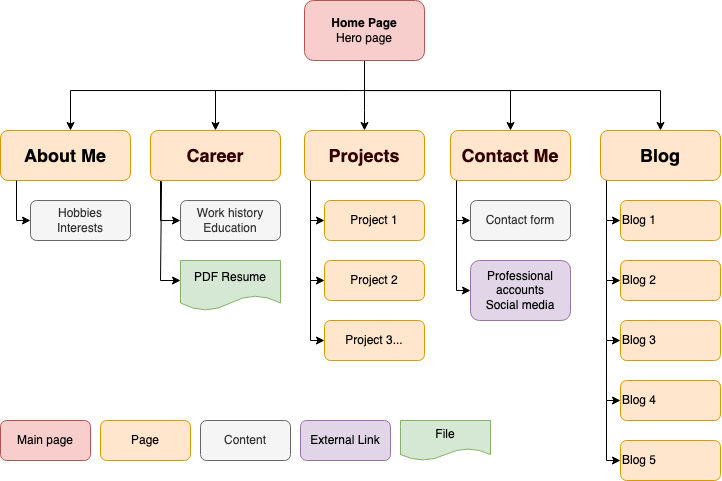 Home Page
Hero page
About Me
Career
Projects
Contact Me
Blog
Hobbies
Interests
Work history
Education
Project 1
Contact form
Blog 1
PDF Resume
Project 2
Professional
accounts
Social media
Blog 2
Project 3...
Blog 3
Blog 4
Main page
Page
Content
External Link
File
Blog 5